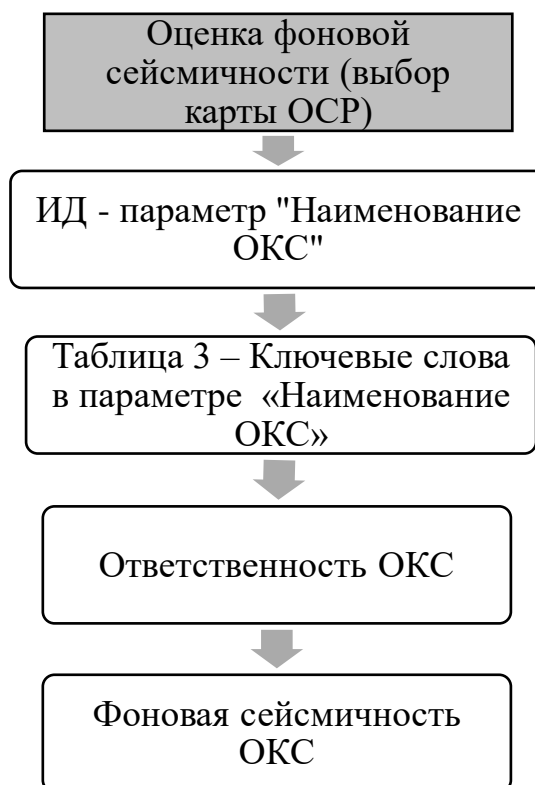 Оценка фоновой
сейсмичности (выбор
карты ОСР)
ИД - параметр "Наименование
ОКС"
Таблица 3 – Ключевые слова
в параметре «Наименование
ОКС»
Ответственность ОКС
Фоновая сейсмичность
ОКС